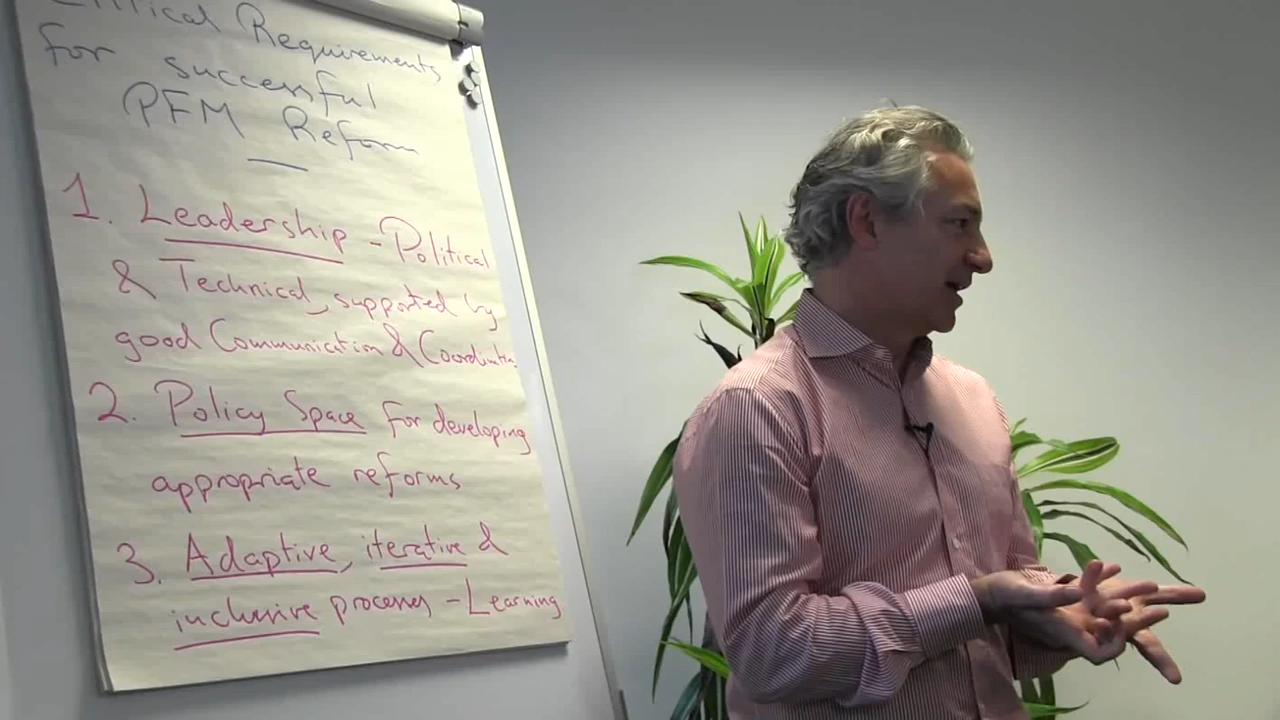 Critical Requirements
for successful
PFM Reform
1. Leadership - Political
& Technical, supported by
good Communication & Coordination
2. Policy Space for developing
appropriate reforms
3. Adaptive, iterative &
inclusive processes - Learning